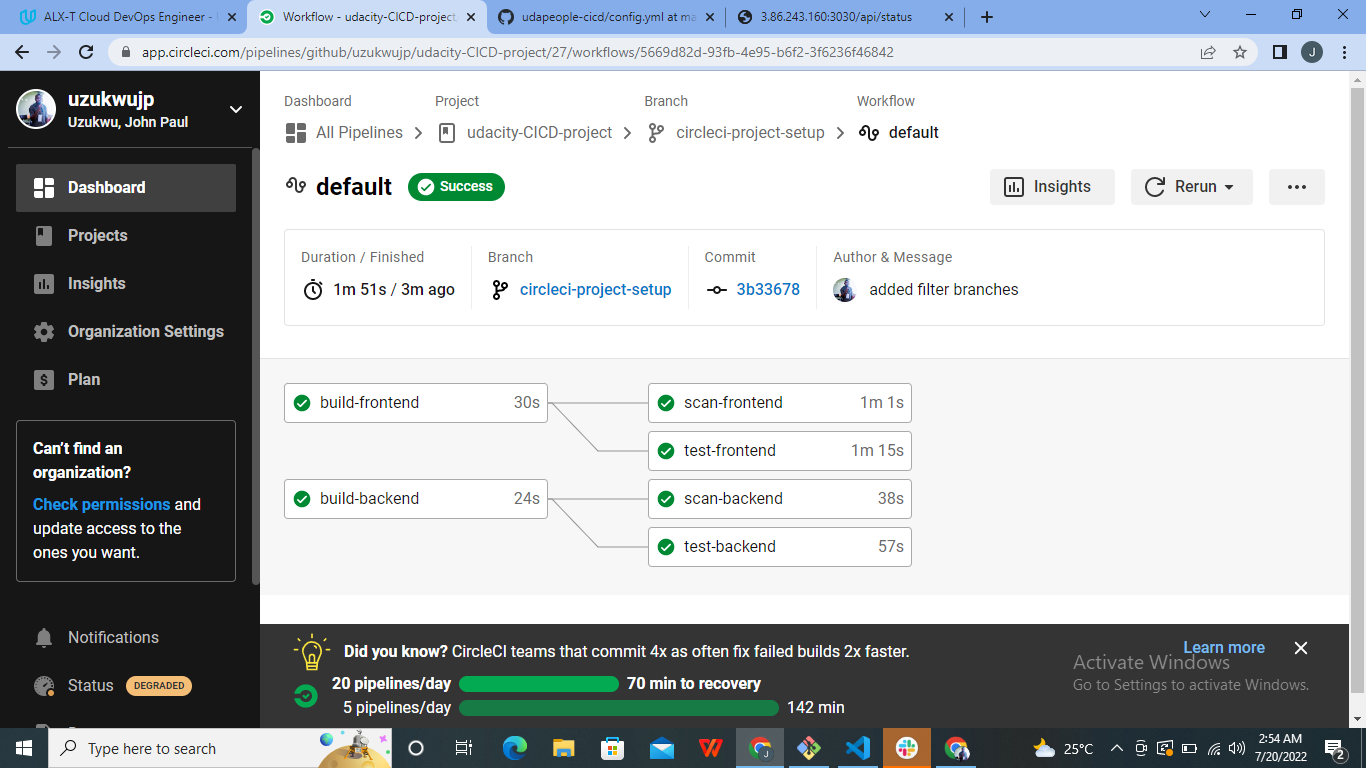 ALX-T Cloud DevOps Engineer -
Workflow - udacity-CICD-project,
udapeople-cicd/config.yml at ma
3.86.243.160:3030/api/status
app.circleci.com/pipelines/github/uzukwujp/udacity-CICD-project/27/workflows/5669d82d-93fb-4e95-b6f2-3f6236f46842
J
uzukwujp
Uzukwu, John Paul
Dashboard
Projects
Insights
Organization Settings
Plan
Can't find an
organization?
Check permissions and
update access to the
ones you want.
Notifications
Status DEGRADED
Dashboard Project Branch Workflow
All Pipelines udacity-CICD-project circleci-project-setup default
default Success
Insights Rerun
Duration / Finished Branch Commit Author & Message
1m 51s / 3m ago circleci-project-setup 3b33678 added filter branches
build-frontend 30s scan-frontend 1m 1s
test-frontend 1m 15s
build-backend 24s scan-backend 38s
test-backend 57s
Did you know? CircleCI teams that commit 4x as often fix failed builds 2x faster.
Learn more
20 pipelines/day 70 min to recovery
5 pipelines/day 142 min
Activate Windows
Go to Settings to activate Windows.
Type here to search
25°C
2:54 AM
7/20/2022
2